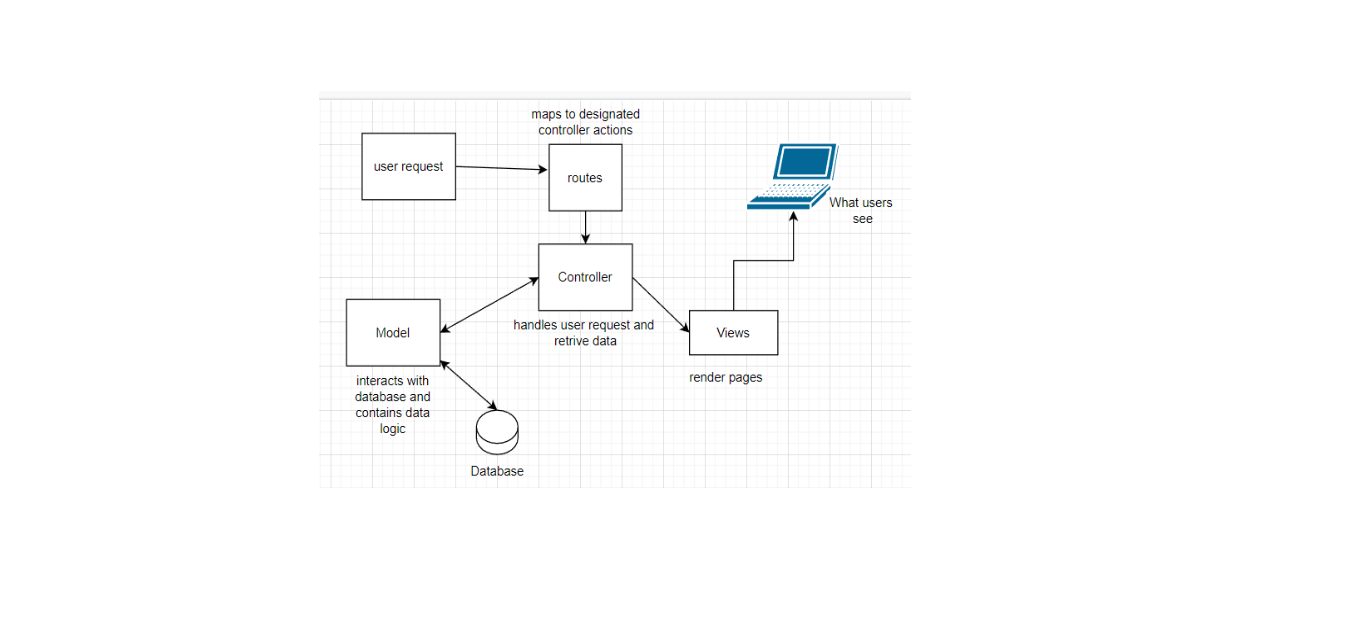 maps to designated
controller actions
user request
routes
What users
see
Controller
handles user request and
retrive data
Model
interacts with
database and
contains data
logic
Views
render pages
Database